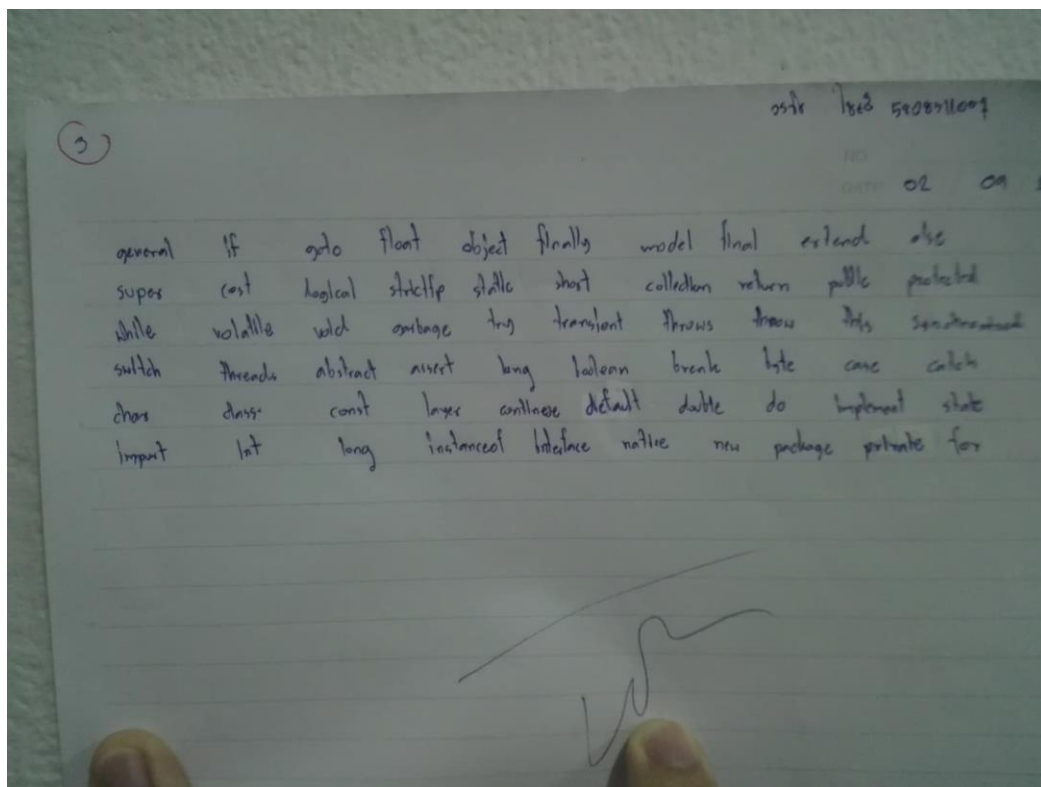 3
NO
DATE 02 09
general if goto float object finally model final extend else
super cast logical strictfp static short collection return public protected
while volatile void garbage try transient throws throw this
switch threads abstract assert long boolean break byte case catch
char class const layer continese default double do implement state
import int long instanceof interface native new package private for